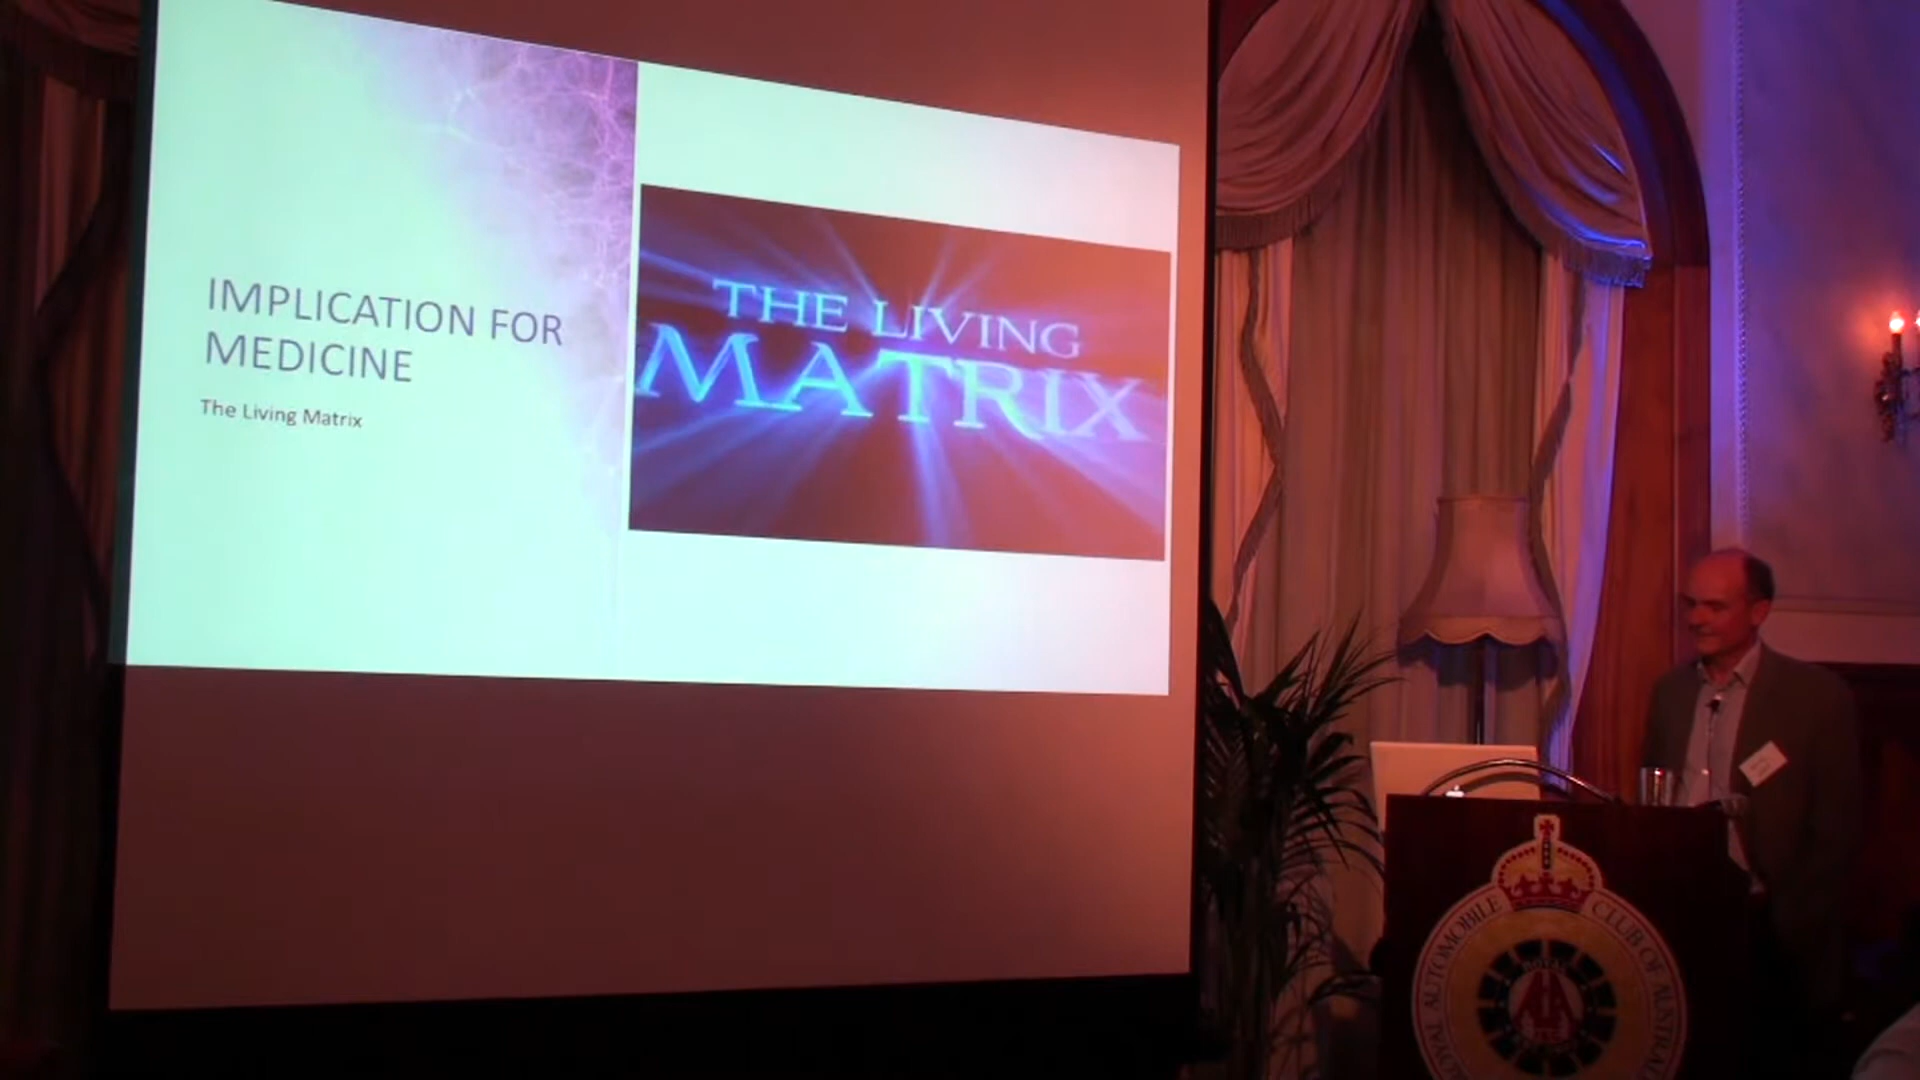 IMPLICATION FOR
MEDICINE
The Living Matrix
THE LIVING
MATRIX
ROYAL AUTOMOBILE CLUB OF AUSTRALIA